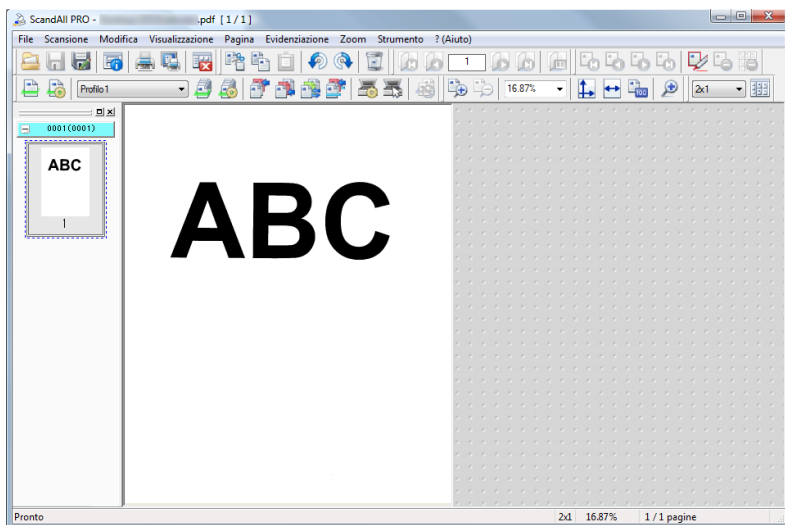 ScandAll PRO - .pdf [ 1 / 1 ]
File Scansione Modifica Visualizzazione Pagina Evidenziazione Zoom Strumento ? (Aiuto)
1
Profilo1 16.87% 100 2x1
0001(0001)
ABC
1
ABC
Pronto 2x1 16.87% 1 / 1 pagine